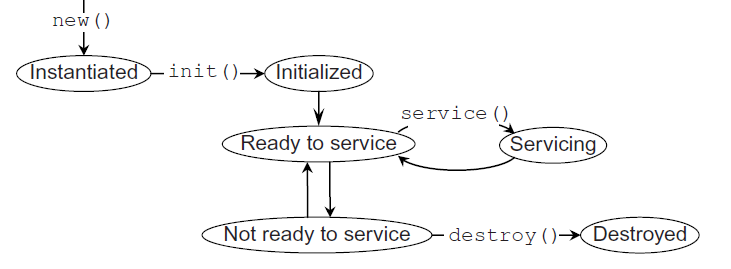 new()
Instantiated init() Initialized
service()
Ready to service Servicing
Not ready to service destroy() Destroyed